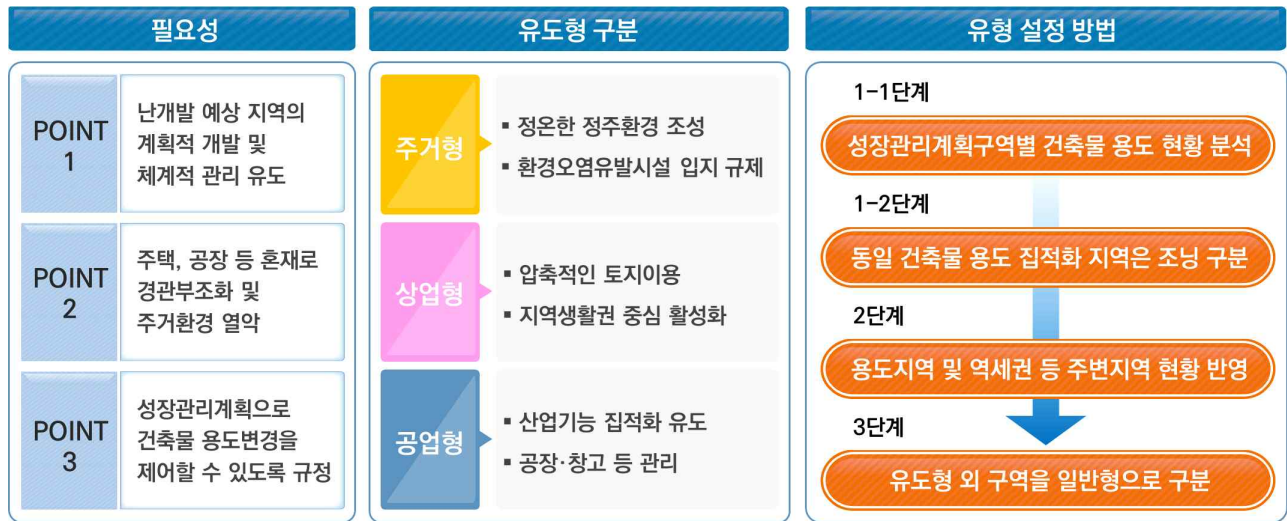 필요성
POINT
1
난개발 예상 지역의
계획적 개발 및
체계적 관리 유도
POINT
2
주택, 공장 등 혼재로
경관부조화 및
주거환경 열악
POINT
3
성장관리계획으로
건축물 용도변경을
제어할 수 있도록 규정
유도형 구분
주거형
▪ 정온한 정주환경 조성
▪ 환경오염유발시설 입지 규제
상업형
▪ 압축적인 토지이용
▪ 지역생활권 중심 활성화
공업형
▪ 산업기능 집적화 유도
▪ 공장·창고 등 관리
유형 설정 방법
1-1단계
성장관리계획구역별 건축물 용도 현황 분석
1-2단계
동일 건축물 용도 집적화 지역은 조닝 구분
2단계
용도지역 및 역세권 등 주변지역 현황 반영
3단계
유도형 외 구역을 일반형으로 구분